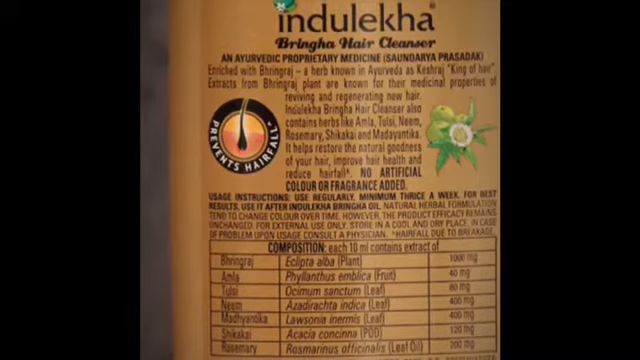 indulekha®
Bringha Hair Cleanser
AN AYURVEDIC PROPRIETARY MEDICINE (SAUNDARYA PRASADAK)
Enriched with Bhringraj – a herb known in Ayurveda as Keshraj "King of hair"
Extracts from Bhringraj plant are known for their medicinal properties of
reviving and regenerating new hair.
Indulekha Bringha Hair Cleanser also
contains herbs like Amla, Tulsi, Neem,
Rosemary, Shikakai and Madayantika.
It helps restore the natural goodness
of your hair, improve hair health and
reduce hairfall*. NO ARTIFICIAL
COLOUR OR FRAGRANCE ADDED.
PREVENTS HAIRFALL*
USAGE INSTRUCTIONS: USE REGULARLY, MINIMUM THRICE A WEEK. FOR BEST
RESULTS, USE IT AFTER INDULEKHA BRINGHA OIL. NATURAL HERBAL FORMULATION
TEND TO CHANGE COLOUR OVER TIME, HOWEVER, THE PRODUCT EFFICACY REMAINS
UNCHANGED. FOR EXTERNAL USE ONLY. STORE IN A COOL AND DRY PLACE. IN CASE
OF PROBLEM UPON USAGE CONSULT A PHYSICIAN. *HAIRFALL DUE TO BREAKAGE.
COMPOSITION: each 10 ml contains extract of
Bhringraj Eclipta alba (Plant) 1000 mg
Amla Phyllanthus emblica (Fruit) 40 mg
Tulsi Ocimum sanctum (Leaf) 80 mg
Neem Azadirachta indica (Leaf) 400 mg
Madhyantika Lawsonia inermis (Leaf) 400 mg
Shikakai Acacia concinna (POD) 120 mg
Rosemary Rosmarinus officinalis (Leaf Oil) 200 mg